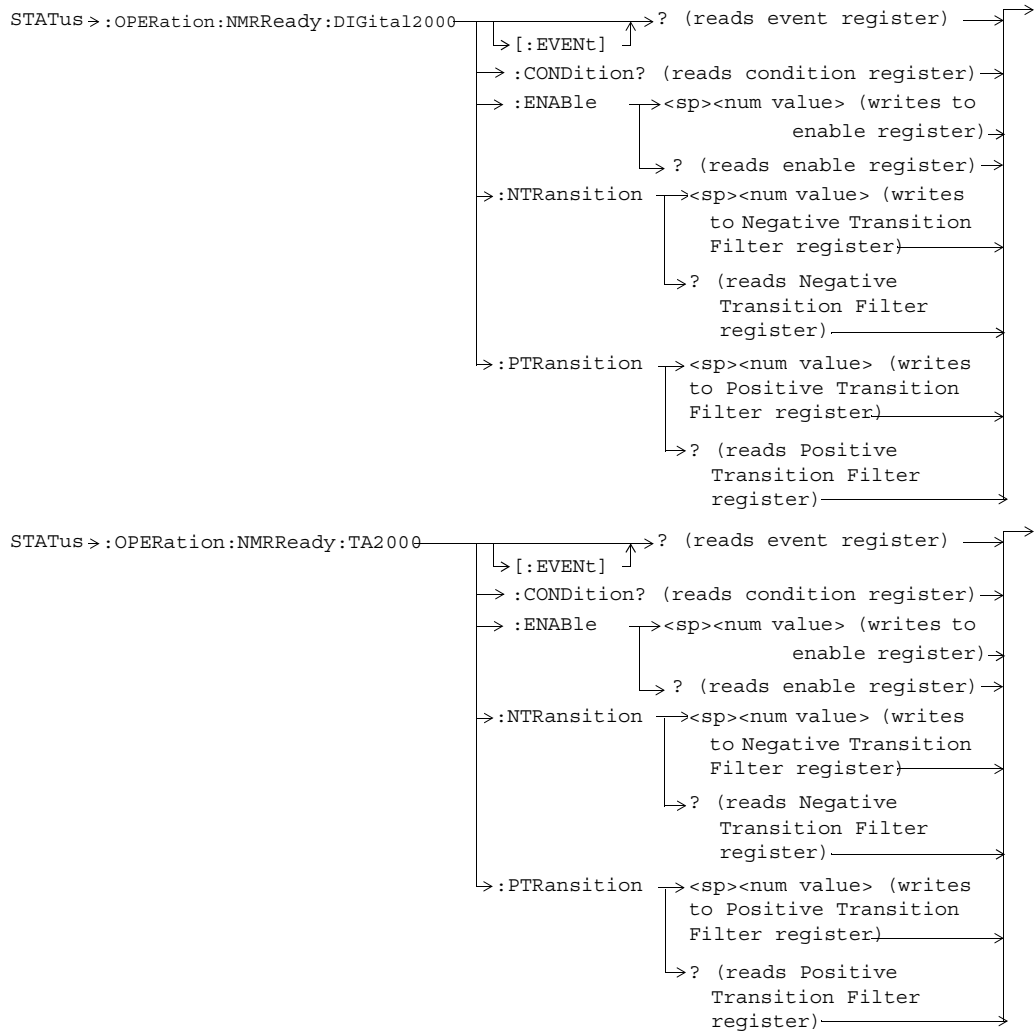 STATus :OPERation:NMRReady:DIGital2000 ? (reads event register)
[:EVENt]
:CONDition? (reads condition register)
:ENABle <sp><num value> (writes to
enable register)
? (reads enable register)
:NTRansition <sp><num value> (writes
to Negative Transition
Filter register)
? (reads Negative
Transition Filter
register)
:PTRansition <sp><num value> (writes
to Positive Transition
Filter register)
? (reads Positive
Transition Filter
register)
STATus :OPERation:NMRReady:TA2000 ? (reads event register)
[:EVENt]
:CONDition? (reads condition register)
:ENABle <sp><num value> (writes to
enable register)
? (reads enable register)
:NTRansition <sp><num value> (writes
to Negative Transition
Filter register)
? (reads Negative
Transition Filter
register)
:PTRansition <sp><num value> (writes
to Positive Transition
Filter register)
? (reads Positive
Transition Filter
register)